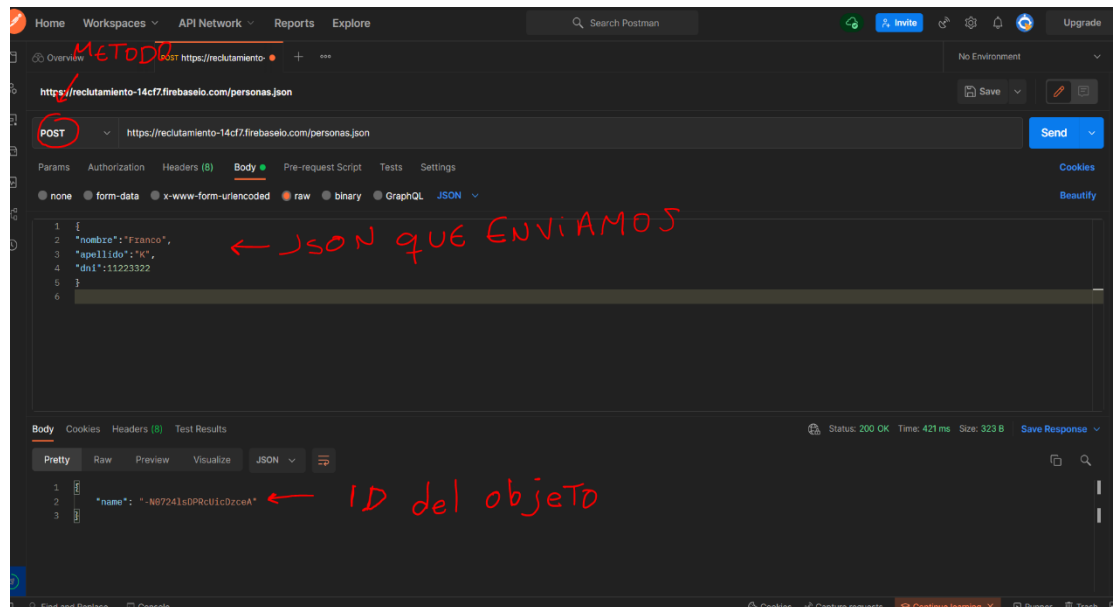 Home Workspaces API Network Reports Explore Search Postman Invite Upgrade
Overview POST https://reclutamiento- + ooo No Environment
METODO
https://reclutamiento-14cf7.firebaseio.com/personas.json Save
POST https://reclutamiento-14cf7.firebaseio.com/personas.json Send
Params Authorization Headers (8) Body Pre-request Script Tests Settings Cookies
none form-data x-www-form-urlencoded raw binary GraphQL JSON Beautify
1 {
2 "nombre":"Franco",
3 "apellido":"K",
4 "dni":11223322
5 }
6
← JSON QUE ENViAMOS
Body Cookies Headers (8) Test Results Status: 200 OK Time: 421 ms Size: 323 B Save Response
Pretty Raw Preview Visualize JSON
1 {
2 "name": "-N0724lsDPRcUicOzceA"
3 }
← ID del objeTo
Find and Replace Console Cookies Capture requests Continue learning Runner Trash